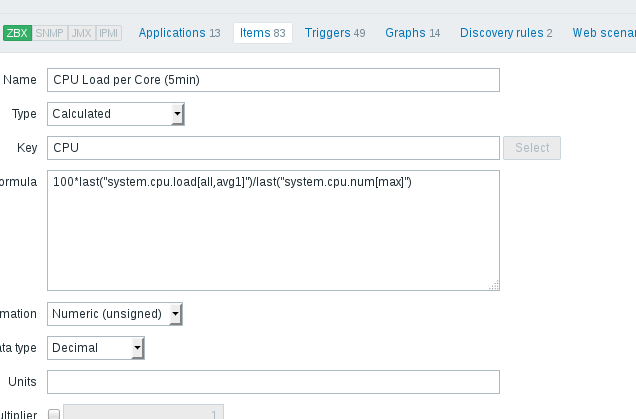 ZBX SNMP JMX IPMI Applications 13 Items 83 Triggers 49 Graphs 14 Discovery rules 2 Web scenar
Name CPU Load per Core (5min)
Type Calculated
Key CPU Select
ormula 100*last("system.cpu.load[all,avg1]")/last("system.cpu.num[max]")
mation Numeric (unsigned)
ata type Decimal
Units
ultiplier 1